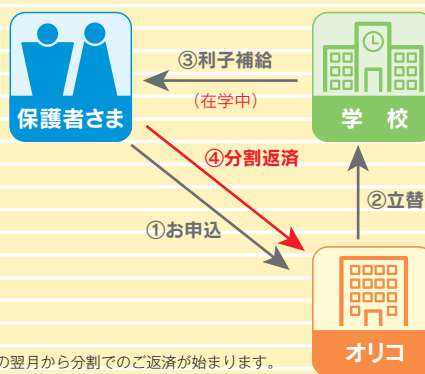 ③利子補給
(在学中)
保護者さま
学 校
④分割返済
②立替
①お申込
オリコ
の翌月から分割でのご返済が始まります。